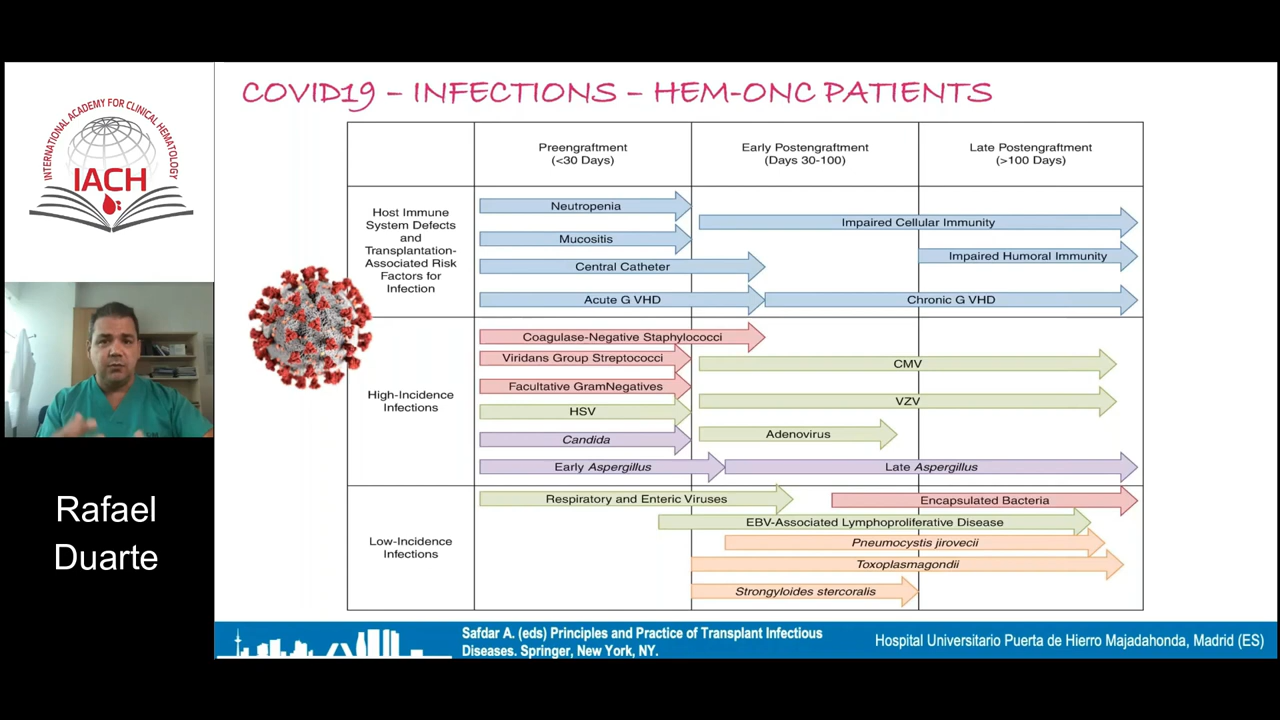 COVID19 – INFECTIONS – HEM-ONC PATIENTS
INTERNATIONAL ACADEMY FOR CLINICAL HEMATOLOGY
IACH
Rafael
Duarte
Preengraftment
(<30 Days)
Early Postengraftment
(Days 30-100)
Late Postengraftment
(>100 Days)
Host Immune
System Defects
and
Transplantation-
Associated Risk
Factors for
Infection
Neutropenia
Mucositis
Central Catheter
Acute G VHD
Impaired Cellular Immunity
Impaired Humoral Immunity
Chronic G VHD
High-Incidence
Infections
Coagulase-Negative Staphylococci
Viridans Group Streptococci
Facultative GramNegatives
HSV
Candida
Early Aspergillus
CMV
VZV
Adenovirus
Late Aspergillus
Low-Incidence
Infections
Respiratory and Enteric Viruses
Encapsulated Bacteria
EBV-Associated Lymphoproliferative Disease
Pneumocystis jirovecii
Toxoplasmagondii
Strongyloides stercoralis
Safdar A. (eds) Principles and Practice of Transplant Infectious
Diseases. Springer, New York, NY.
Hospital Universitario Puerta de Hierro Majadahonda, Madrid (ES)